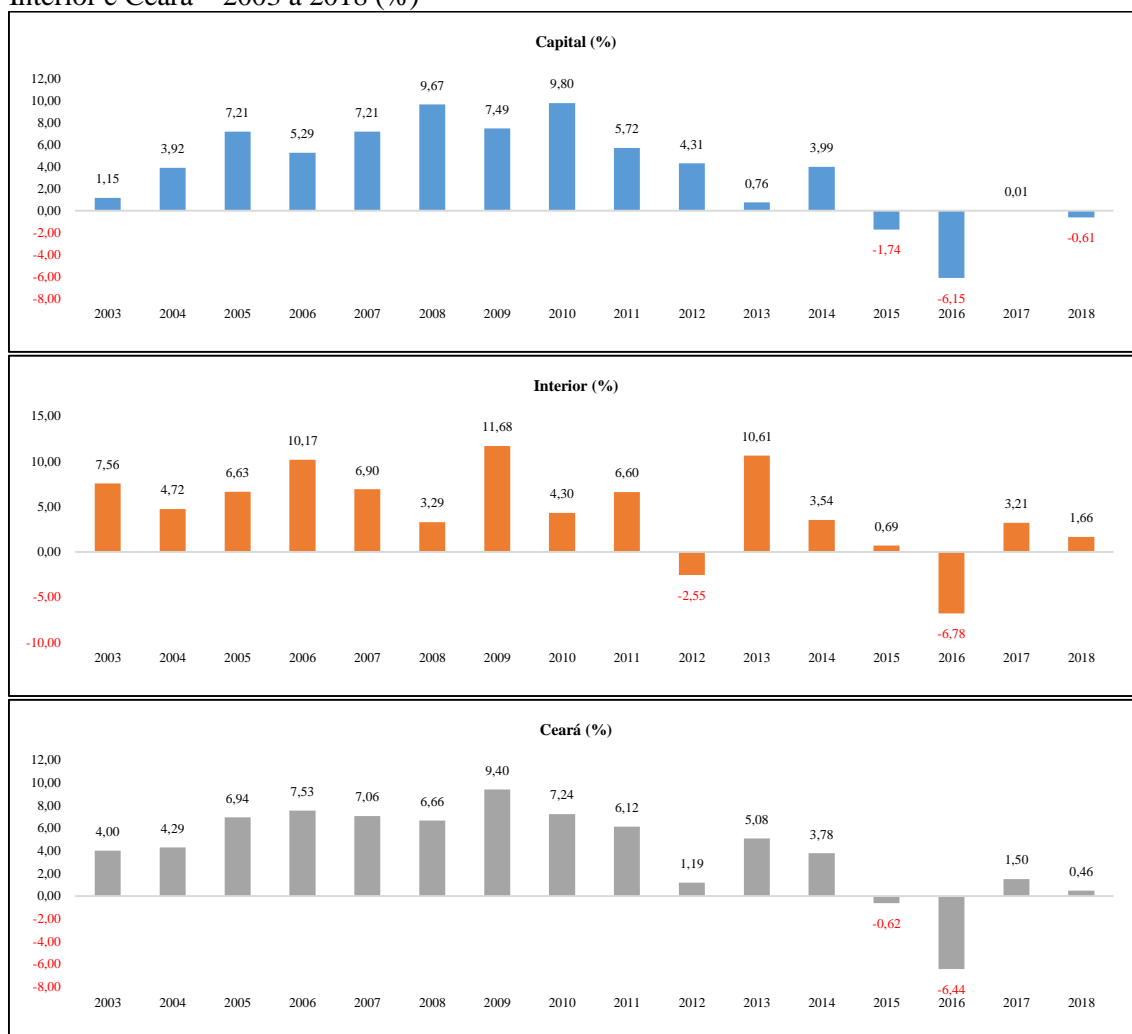 Interior e Ceará – 2003 a 2018 (%)
Capital (%)
12,00
10,00
8,00
6,00
4,00
2,00
0,00
-2,00
-4,00
-6,00
-8,00
1,15 3,92 7,21 5,29 7,21 9,67 7,49 9,80 5,72 4,31 0,76 3,99 -1,74 -6,15 0,01 -0,61
2003 2004 2005 2006 2007 2008 2009 2010 2011 2012 2013 2014 2015 2016 2017 2018
Interior (%)
15,00
10,00
5,00
0,00
-5,00
-10,00
7,56 4,72 6,63 10,17 6,90 3,29 11,68 4,30 6,60 -2,55 10,61 3,54 0,69 -6,78 3,21 1,66
2003 2004 2005 2006 2007 2008 2009 2010 2011 2012 2013 2014 2015 2016 2017 2018
Ceará (%)
12,00
10,00
8,00
6,00
4,00
2,00
0,00
-2,00
-4,00
-6,00
-8,00
4,00 4,29 6,94 7,53 7,06 6,66 9,40 7,24 6,12 1,19 5,08 3,78 -0,62 -6,44 1,50 0,46
2003 2004 2005 2006 2007 2008 2009 2010 2011 2012 2013 2014 2015 2016 2017 2018